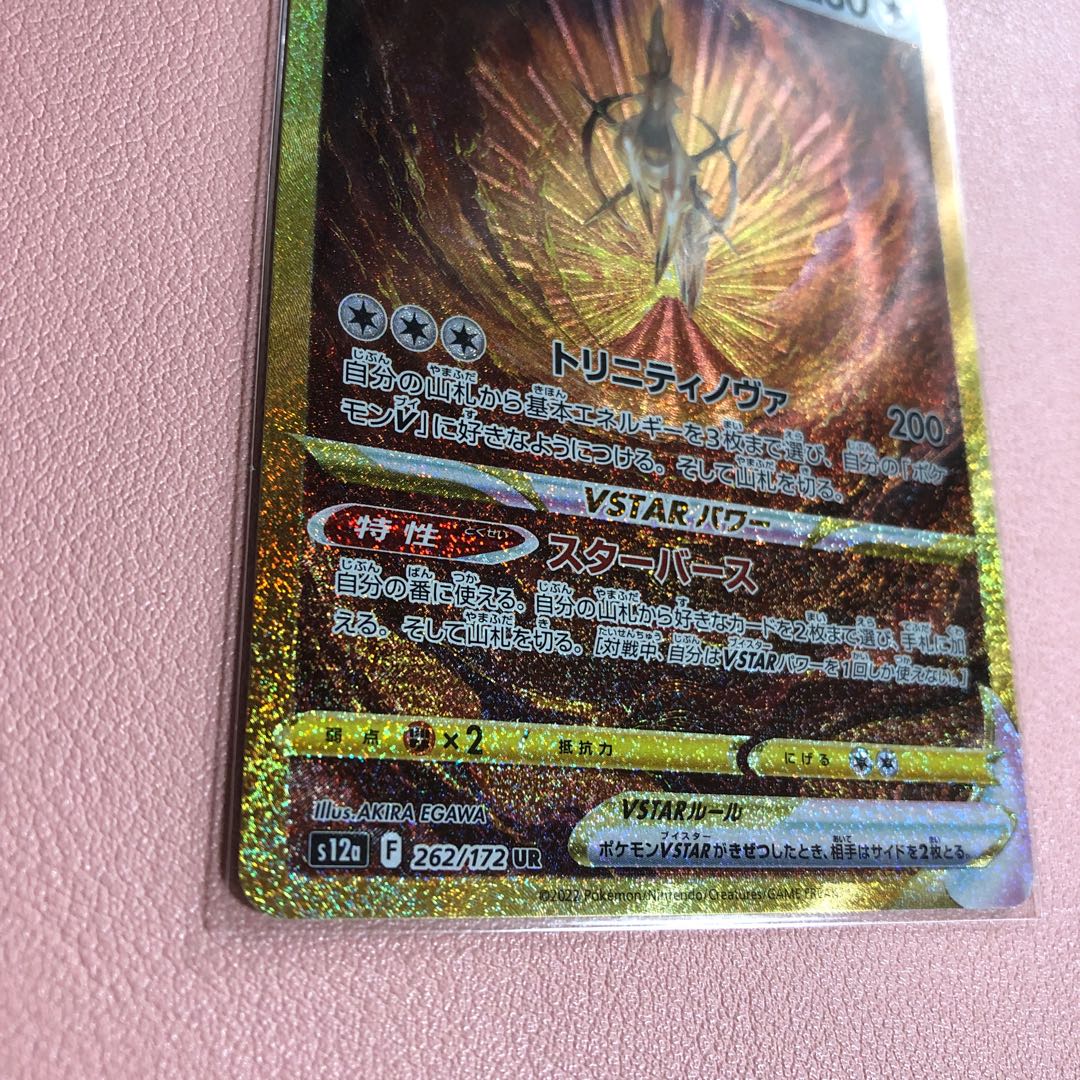 トリニティノヴァ 200
自分の山札から基本エネルギーを3枚まで選び、自分の「ポケ
モンV」に好きなようにつける。そして山札を切る。
VSTARパワー
特性 とくせい スターバース
自分の番に使える。自分の山札から好きなカードを2枚まで選び、手札に加
える。そして山札を切る。[対戦中、自分はVSTARパワーを1回しか使えない。]
弱点 ×2 抵抗力 にげる
illus. AKIRA EGAWA
VSTARルール
ポケモンVSTARがきぜつしたとき、相手はサイドを2枚とる。
s12a F 262/172 UR
©2022 Pokémon/Nintendo/Creatures/GAME FREAK